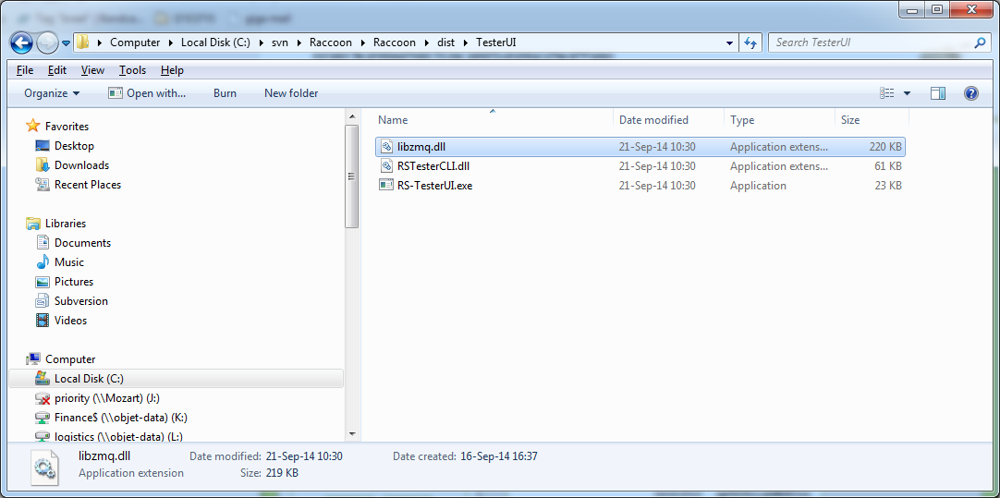 Computer Local Disk (C:) svn Raccoon Raccoon dist TesterUI Search TesterUI
File Edit View Tools Help
Organize Open with... Burn New folder
Favorites
Desktop
Downloads
Recent Places
Libraries
Documents
Music
Pictures
Subversion
Videos
Computer
Local Disk (C:)
priority (\\Mozart) (J:)
Finance$ (\\objet-data) (K:)
logistics (\\objet-data) (L:)
Name Date modified Type Size
libzmq.dll 21-Sep-14 10:30 Application extens... 220 KB
RSTesterCLI.dll 21-Sep-14 10:30 Application extens... 61 KB
RS-TesterUI.exe 21-Sep-14 10:30 Application 23 KB
libzmq.dll Date modified: 21-Sep-14 10:30 Date created: 16-Sep-14 16:37
Application extension Size: 219 KB